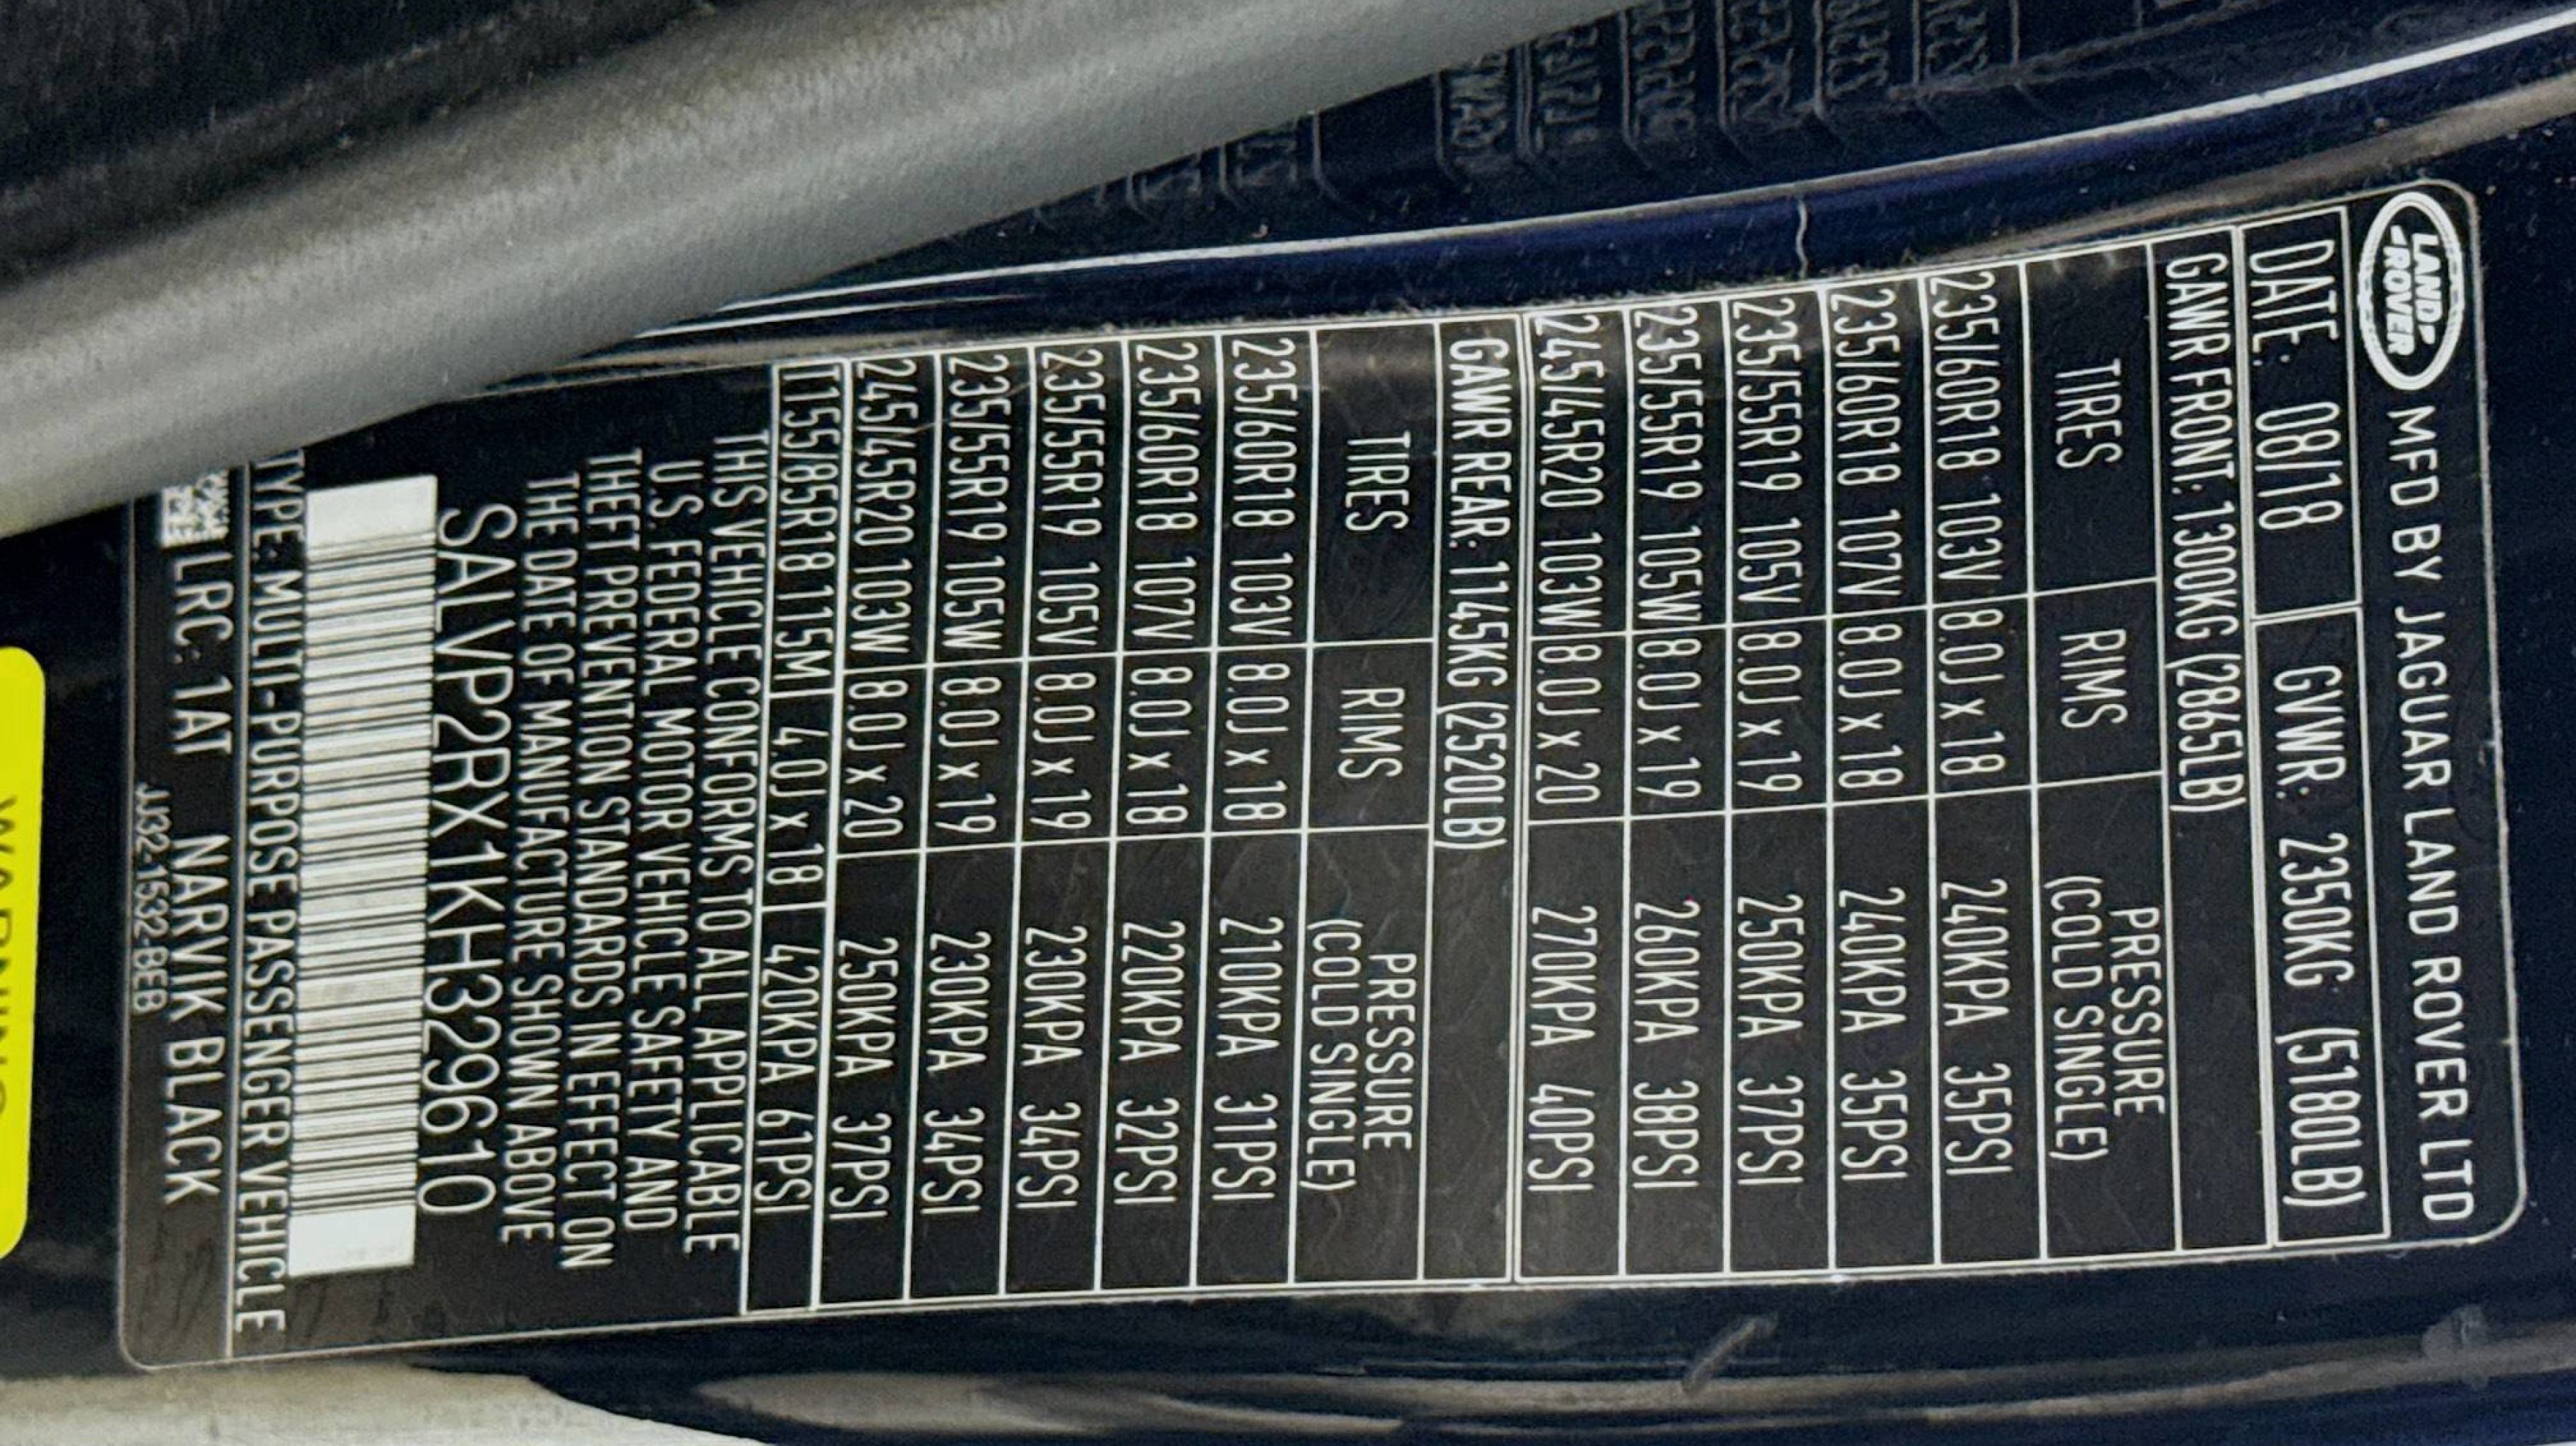 LAND
ROVER
MFD BY JAGUAR LAND ROVER LTD
DATE: 08/18 GVWR: 2350KG (5180LB)
GAWR FRONT: 1300KG (2865LB)
TIRES RIMS PRESSURE (COLD SINGLE)
235/60R18 103V 8.0J x 18 240KPA 35PSI
235/60R18 107V 8.0J x 18 240KPA 35PSI
235/55R19 105V 8.0J x 19 250KPA 37PSI
235/55R19 105W 8.0J x 19 260KPA 38PSI
245/45R20 103W 8.0J x 20 270KPA 40PSI
GAWR REAR: 1145KG (2520LB)
TIRES RIMS PRESSURE (COLD SINGLE)
235/60R18 103V 8.0J x 18 210KPA 31PSI
235/60R18 107V 8.0J x 18 220KPA 32PSI
235/55R19 105V 8.0J x 19 230KPA 34PSI
235/55R19 105W 8.0J x 19 230KPA 34PSI
245/45R20 103W 8.0J x 20 250KPA 37PSI
T155/85R18 115M 4.0J x 18 420KPA 61PSI
THIS VEHICLE CONFORMS TO ALL APPLICABLE
U.S. FEDERAL MOTOR VEHICLE SAFETY AND
THEFT PREVENTION STANDARDS IN EFFECT ON
THE DATE OF MANUFACTURE SHOWN ABOVE
SALVP2RX1KH329610
TYPE: MULTI-PURPOSE PASSENGER VEHICLE
LRC: 1AT NARVIK BLACK
JJ32-15322-BEB
WARNING